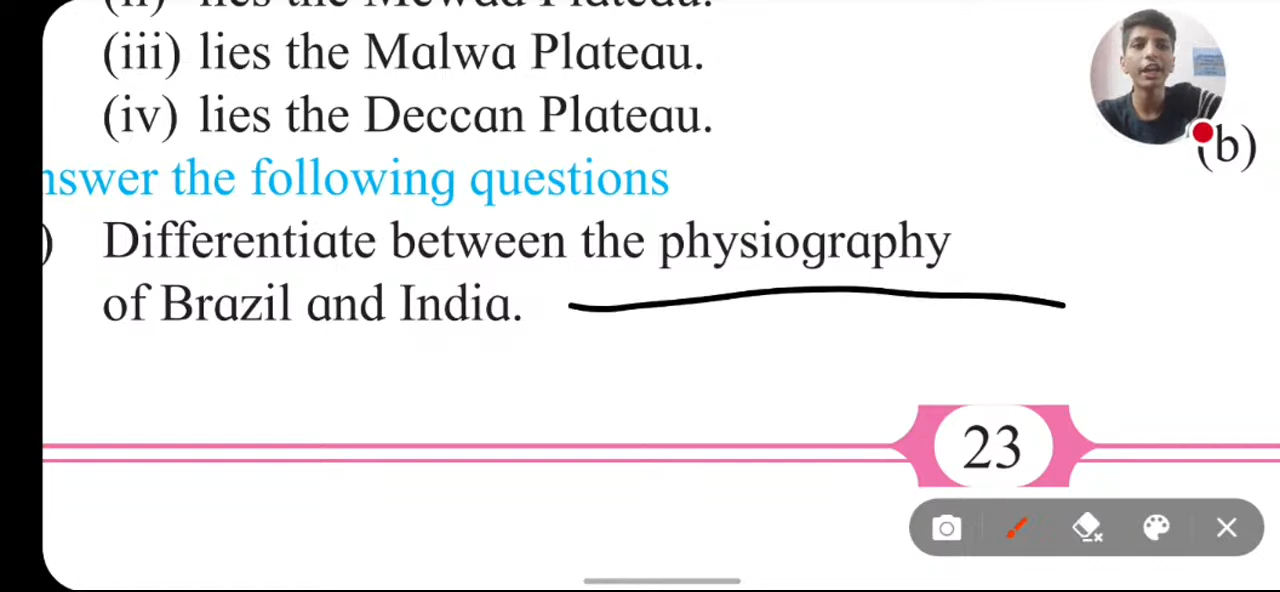 (iii) lies the Malwa Plateau.
(iv) lies the Deccan Plateau.
(b)
nswer the following questions
) Differentiate between the physiography
of Brazil and India.
23